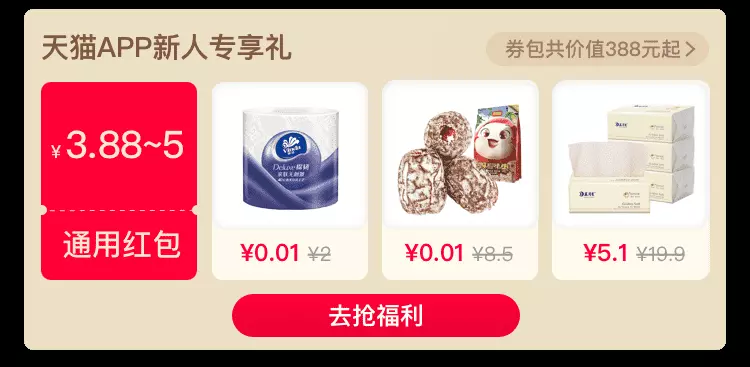 天猫APP新人专享礼
券包共价值388元起>
¥3.88~5
通用红包
Vinda
Deluxe
¥0.01 ¥2
¥0.01 ¥8.5
¥5.1 ¥19.9
去抢福利